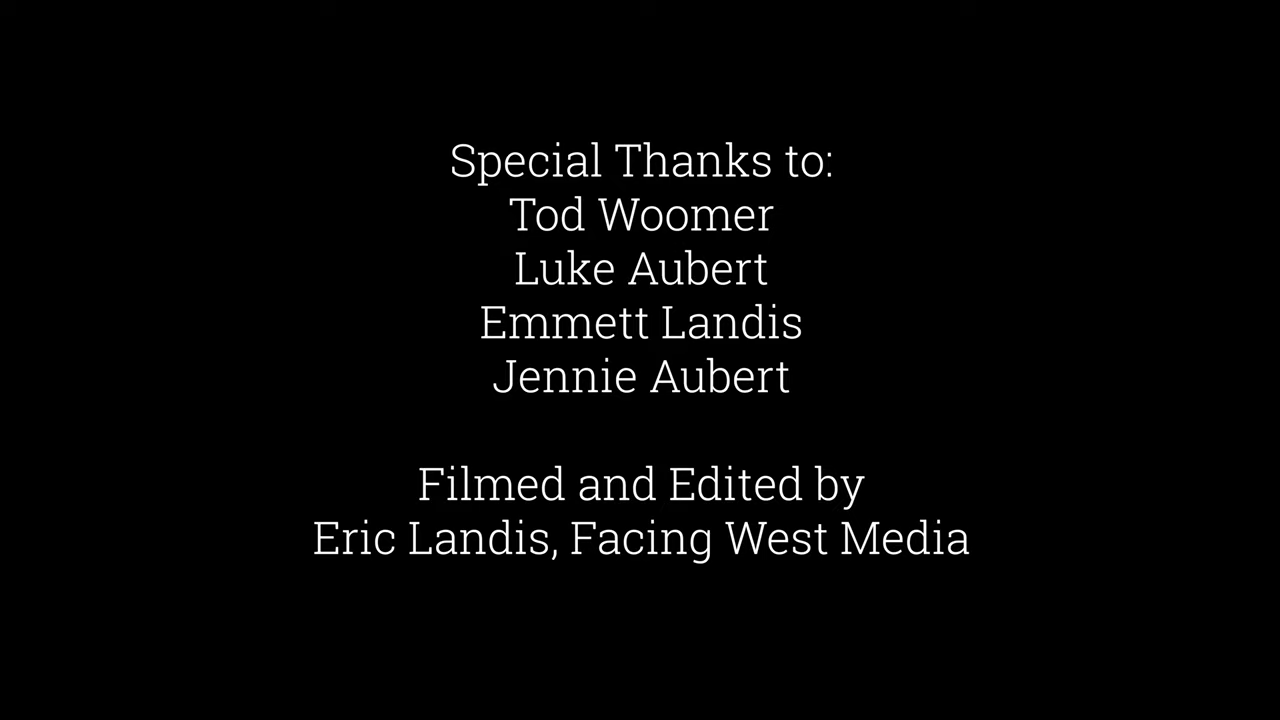 Special Thanks to:
Tod Woomer
Luke Aubert
Emmett Landis
Jennie Aubert
Filmed and Edited by
Eric Landis, Facing West Media